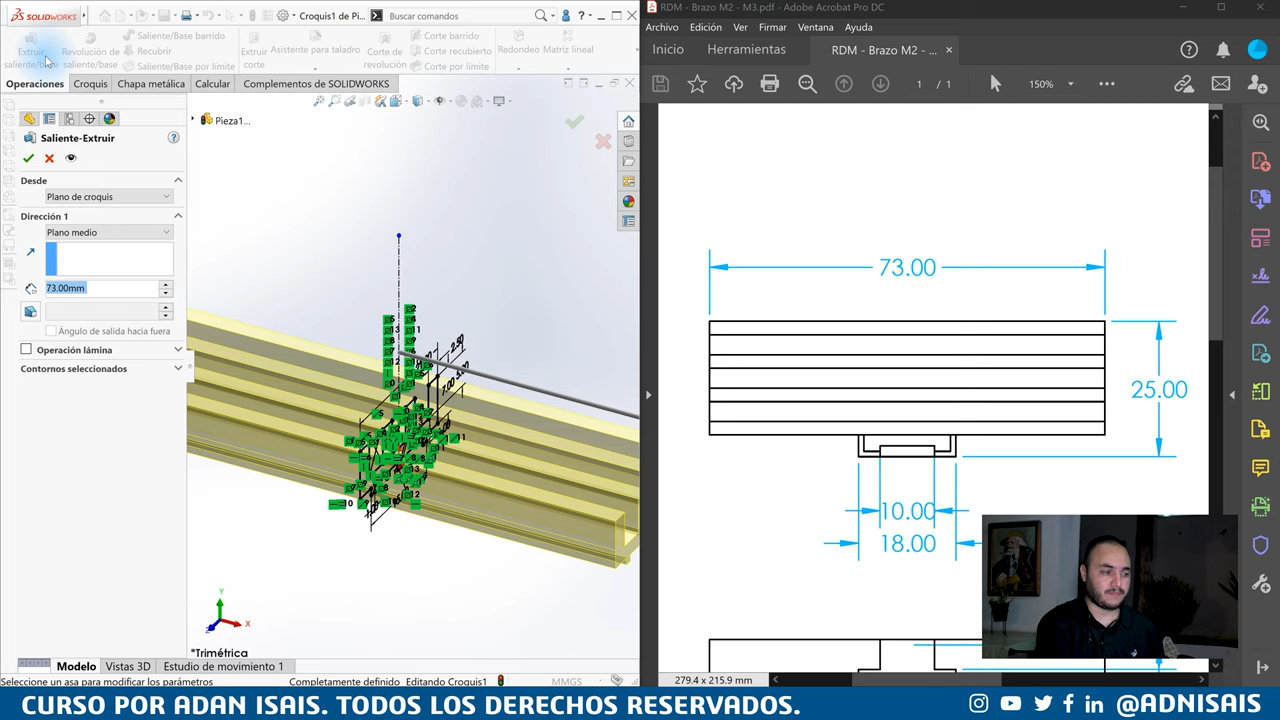 SOLIDWORKS
Croquis1 de Pi...
Buscar comandos
Extruir
saliente/base
Revolución de
saliente/base
Saliente/Base barrido
Recubrir
Saliente/Base por límite
Extruir
corte
Asistente para taladro
Corte de
revolución
Corte barrido
Corte recubierto
Corte por límite
Redondeo
Matriz lineal
Operaciones
Croquis
Chapa metálica
Calcular
Complementos de SOLIDWORKS
Pieza1...
Saliente-Extruir
Desde
Plano de croquis
Dirección 1
Plano medio
73.00mm
Ángulo de salida hacia fuera
Operación lámina
Contornos seleccionados
*Trimétrica
Modelo
Vistas 3D
Estudio de movimiento 1
Seleccione un asa para modificar los parámetros
Completamente definido
Editando Croquis1
MMGS
RDM - Brazo M2 - M3.pdf - Adobe Acrobat Pro DC
Archivo Edición Ver Firmar Ventana Ayuda
Inicio
Herramientas
RDM - Brazo M2 - ...
1 / 1
150%
73.00
25.00
10.00
18.00
279.4 x 215.9 mm
CURSO POR ADAN ISAIS. TODOS LOS DERECHOS RESERVADOS.
@ADNISAIS